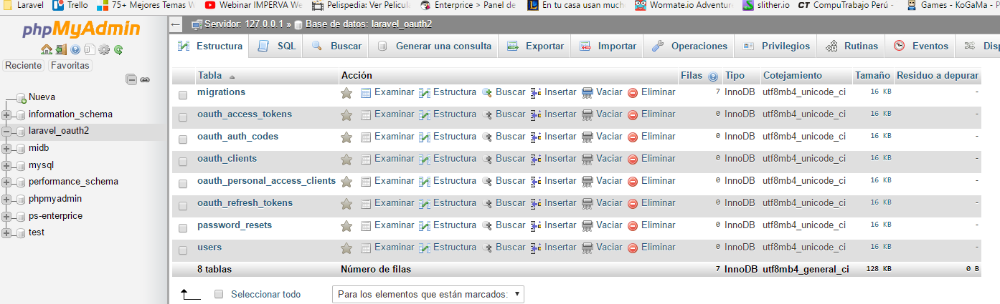 Laravel Trello 75+ Mejores Temas W Webinar IMPERVA We Pelispedia: Ver Pelicul Enterprice > Panel de En tu casa usan much Wormate.io Adventure slither.io CT CompuTrabajo Perú - Games - KoGaMa - P
phpMyAdmin
Reciente Favoritas
Nueva
information_schema
laravel_oauth2
midb
mysql
performance_schema
phpmyadmin
ps-enterprice
test
← Servidor: 127.0.0.1 » Base de datos: laravel_oauth2
Estructura SQL Buscar Generar una consulta Exportar Importar Operaciones Privilegios Rutinas Eventos Disp
Tabla Acción Filas Tipo Cotejamiento Tamaño Residuo a depurar
migrations Examinar Estructura Buscar Insertar Vaciar Eliminar 7 InnoDB utf8mb4_unicode_ci 16 KB -
oauth_access_tokens Examinar Estructura Buscar Insertar Vaciar Eliminar 0 InnoDB utf8mb4_unicode_ci 16 KB -
oauth_auth_codes Examinar Estructura Buscar Insertar Vaciar Eliminar 0 InnoDB utf8mb4_unicode_ci 16 KB -
oauth_clients Examinar Estructura Buscar Insertar Vaciar Eliminar 0 InnoDB utf8mb4_unicode_ci 16 KB -
oauth_personal_access_clients Examinar Estructura Buscar Insertar Vaciar Eliminar 0 InnoDB utf8mb4_unicode_ci 16 KB -
oauth_refresh_tokens Examinar Estructura Buscar Insertar Vaciar Eliminar 0 InnoDB utf8mb4_unicode_ci 16 KB -
password_resets Examinar Estructura Buscar Insertar Vaciar Eliminar 0 InnoDB utf8mb4_unicode_ci 16 KB -
users Examinar Estructura Buscar Insertar Vaciar Eliminar 0 InnoDB utf8mb4_unicode_ci 16 KB -
8 tablas Número de filas 7 InnoDB utf8mb4_general_ci 128 KB 0 B
Seleccionar todo Para los elementos que están marcados: